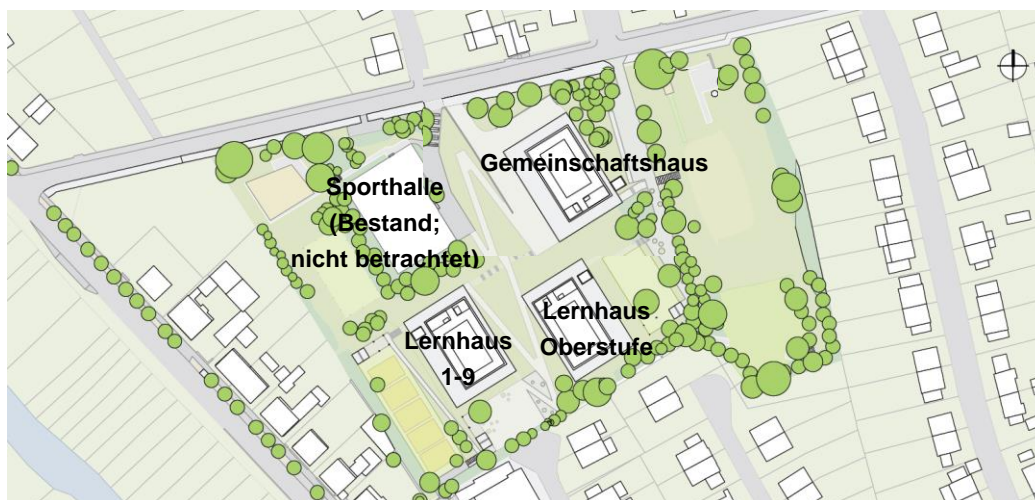 Gemeinschaftshaus
Sporthalle
(Bestand;
nicht betrachtet)
Lernhaus
Oberstufe
Lernhaus
1-9